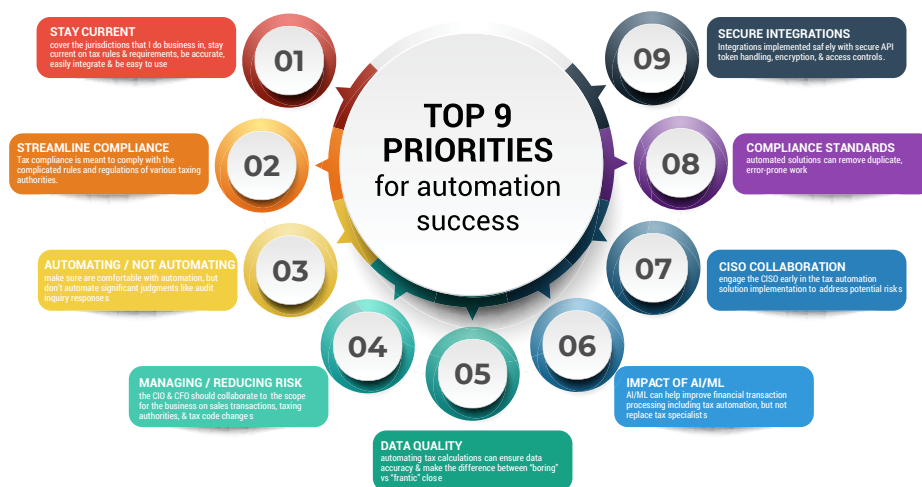 TOP 9
PRIORITIES
for automation
success
01
STAY CURRENT
cover the jurisdictions that I do business in, stay
current on tax rules & requirements, be accurate,
easily integrate & be easy to use
02
STREAMLINE COMPLIANCE
Tax compliance is meant to comply with the
complicated rules and regulations of various taxing
authorities.
03
AUTOMATING / NOT AUTOMATING
make sure are comfortable with automation, but
don't automate significant judgments like audit
inquiry responses
04
MANAGING / REDUCING RISK
the CIO & CFO should collaborate to the scope
for the business on sales transactions, taxing
authorities, & tax code changes
05
DATA QUALITY
automating tax calculations can ensure data
accuracy & make the difference between "boring"
vs "frantic" close
06
IMPACT OF AI/ML
AI/ML can help improve financial transaction
processing including tax automation, but not
replace tax specialists
07
CISO COLLABORATION
engage the CISO early in the tax automation
solution implementation to address potential risks
08
COMPLIANCE STANDARDS
automated solutions can remove duplicate,
error-prone work
09
SECURE INTEGRATIONS
Integrations implemented saf ely with secure API
token handling, encryption, & access controls.